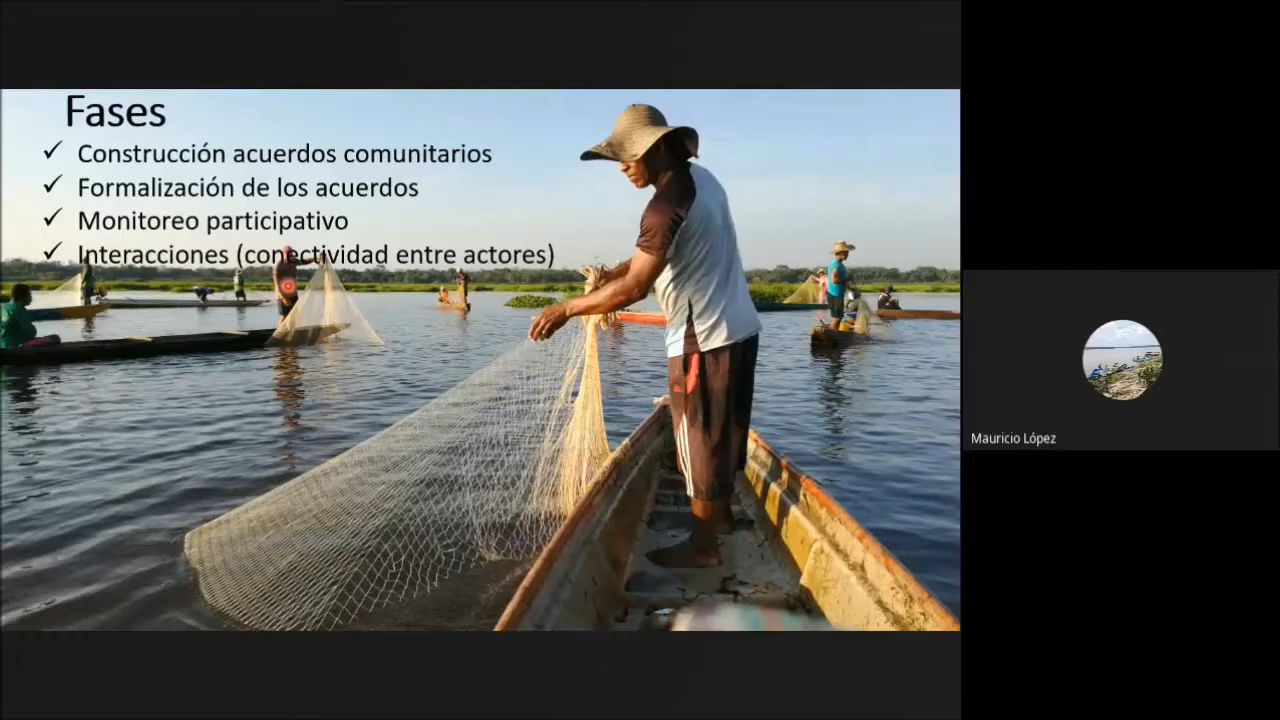 Fases
✓ Construcción acuerdos comunitarios
✓ Formalización de los acuerdos
✓ Monitoreo participativo
✓ Interacciones (conectividad entre actores)
Mauricio López